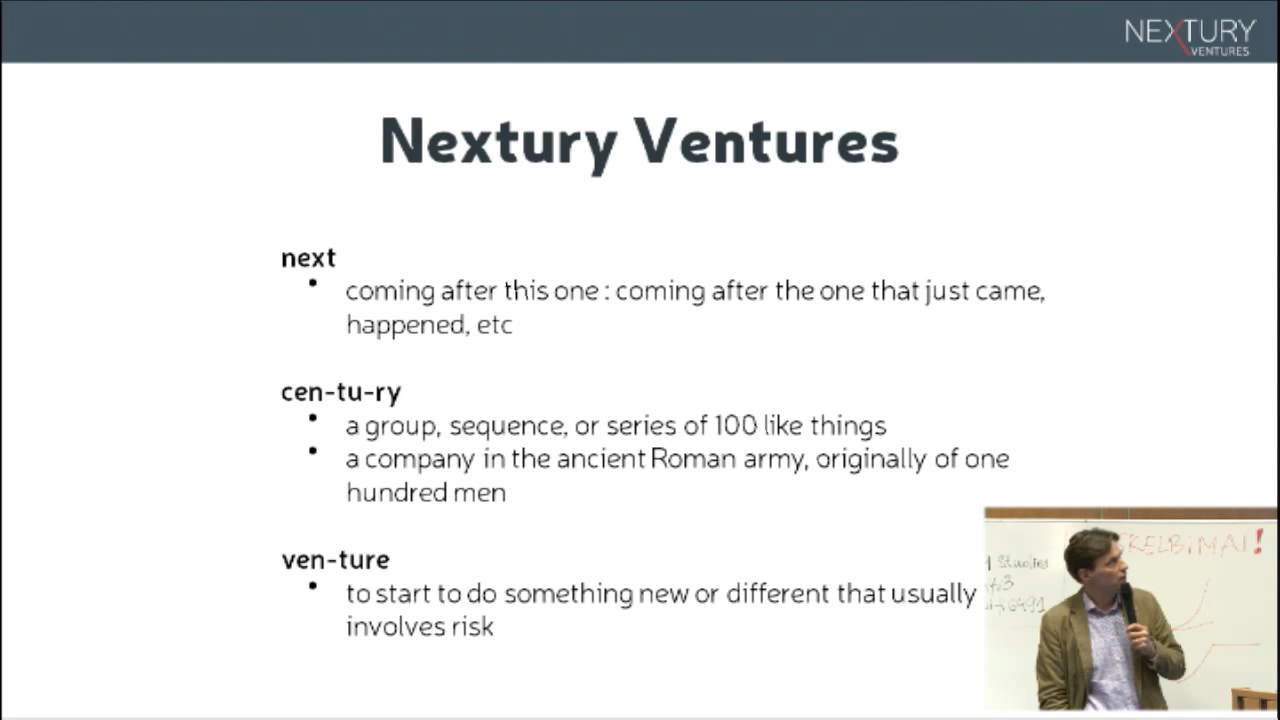 NEXTURY
VENTURES
Nextury Ventures
next
• coming after this one : coming after the one that just came,
happened, etc
cen-tu-ry
• a group, sequence, or series of 100 like things
• a company in the ancient Roman army, originally of one
hundred men
ven-ture
• to start to do something new or different that usually
involves risk
SKELBIMAI!
Studies